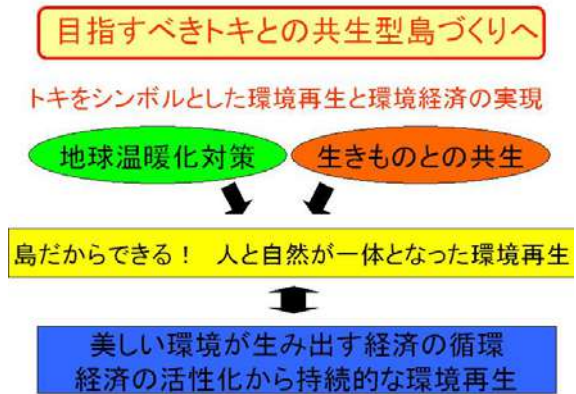 目指すべきトキとの共生型島づくりへ
トキをシンボルとした環境再生と環境経済の実現
地球温暖化対策 生きものとの共生
島だからできる! 人と自然が一体となった環境再生
美しい環境が生み出す経済の循環
経済の活性化から持続的な環境再生